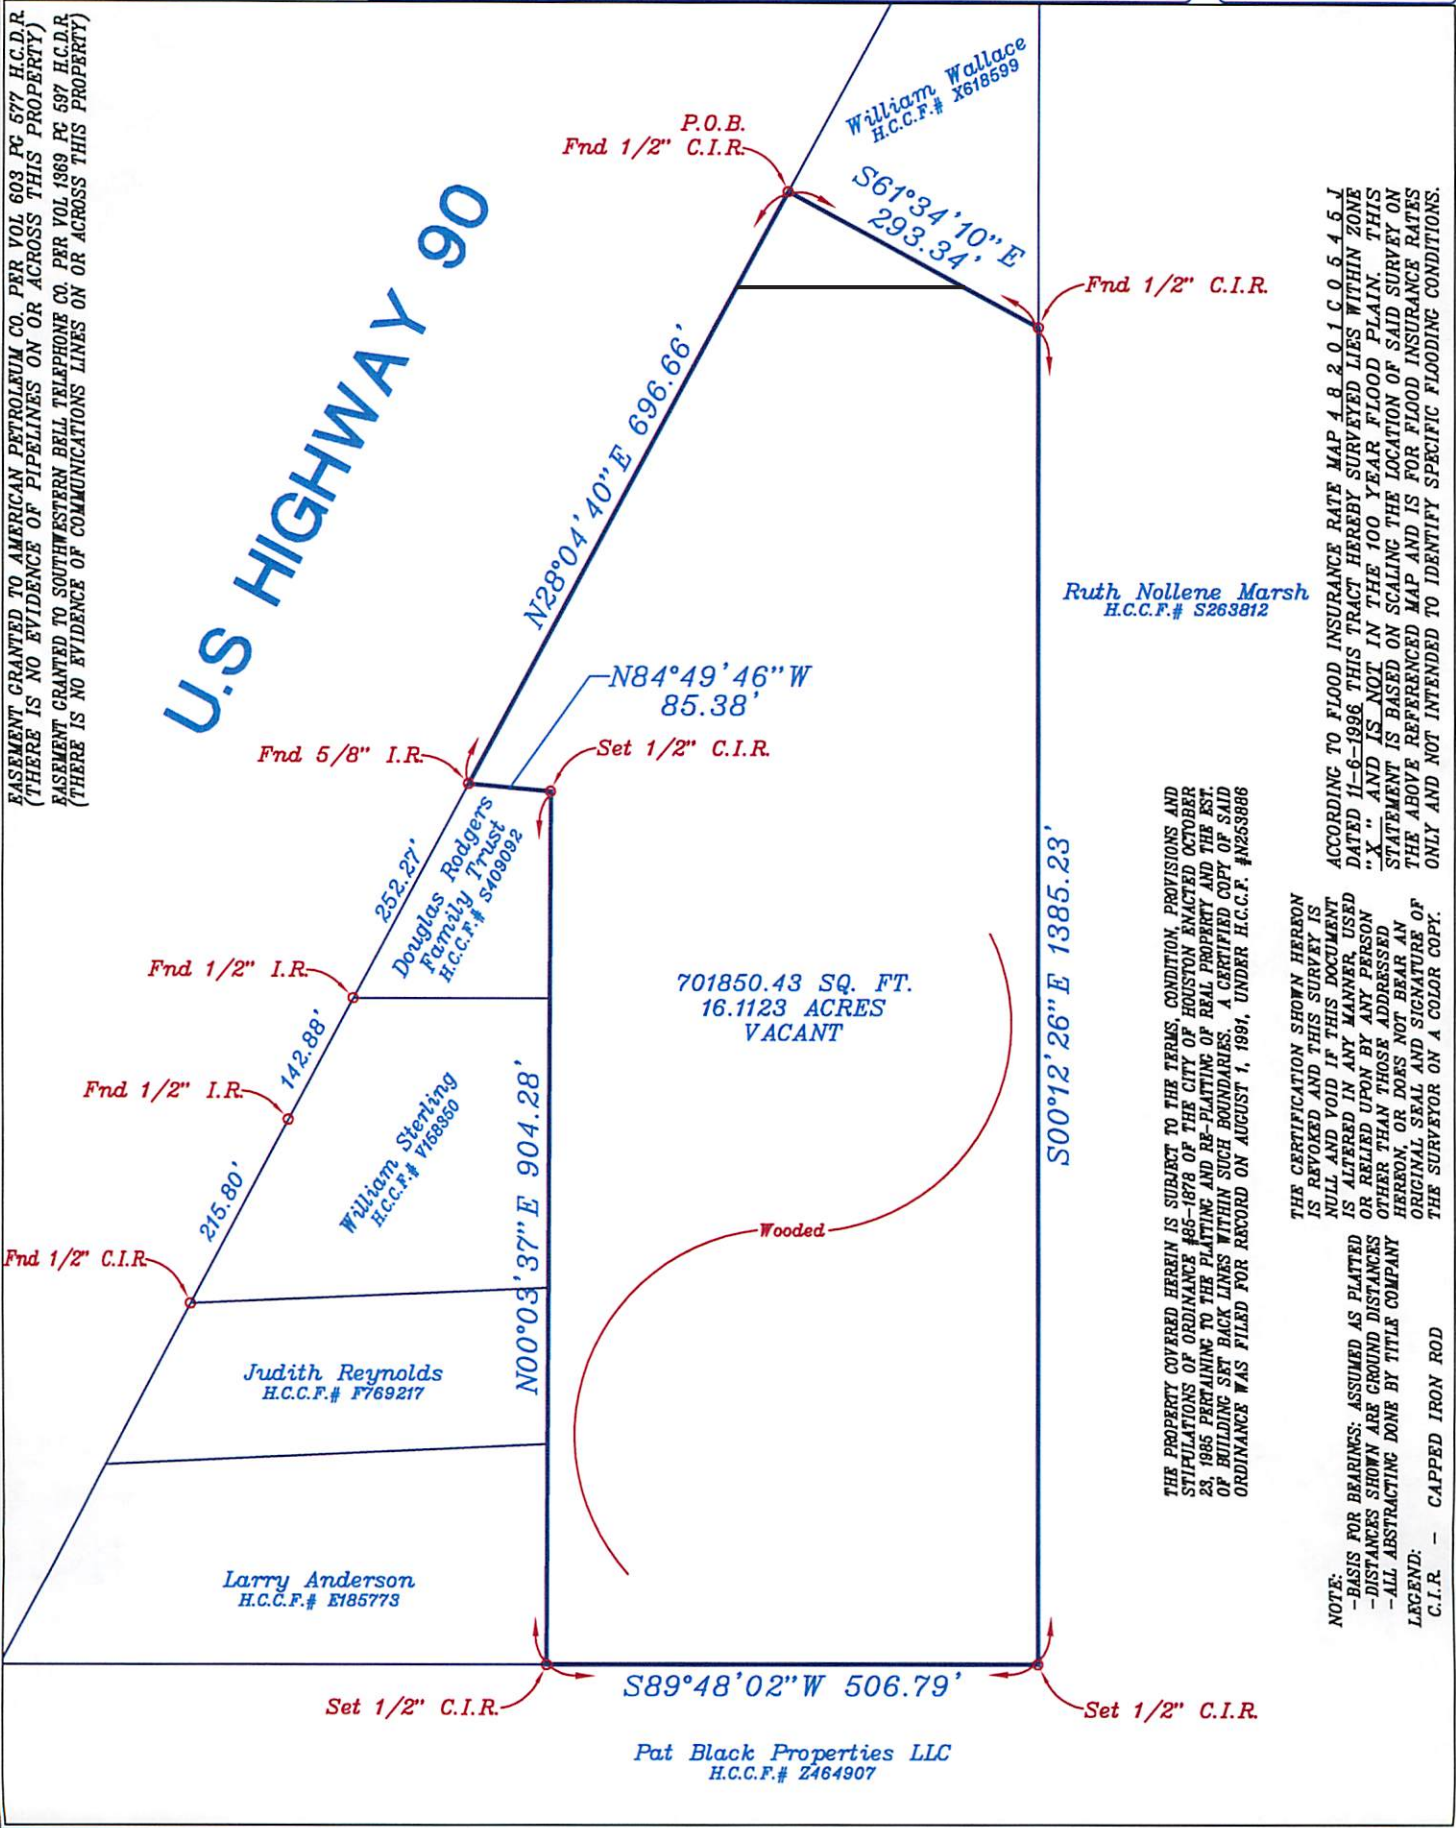 EASEMENT GRANTED TO AMERICAN PETROLEUM CO. PER VOL 603 PG 577 H.C.D.R.
(THERE IS NO EVIDENCE OF PIPELINES ON OR ACROSS THIS PROPERTY)
EASEMENT GRANTED TO SOUTHWESTERN BELL TELEPHONE CO. PER VOL 1369 PG 597 H.C.D.R
(THERE IS NO EVIDENCE OF COMMUNICATIONS LINES ON OR ACROSS THIS PROPERTY)
U.S HIGHWAY 90
P.O.B.
Fnd 1/2" C.I.R.
William Wallace
H.C.C.F.# X618599
S61°34'10"E
293.34'
Fnd 1/2" C.I.R.
N28°04'40"E 696.66'
Ruth Nollene Marsh
H.C.C.F.# S263812
N84°49'46"W
85.38'
Fnd 5/8" I.R.
Set 1/2" C.I.R.
252.27'
Douglas Rodgers
Family Trust
H.C.C.F.# S409092
Fnd 1/2" I.R.
701850.43 SQ. FT.
16.1123 ACRES
VACANT
S00°12'26"E 1385.23'
142.88'
Fnd 1/2" I.R.
William Sterling
H.C.C.F.# V158350
N00°03'37"E 904.28'
215.80'
Fnd 1/2" C.I.R.
Wooded
Judith Reynolds
H.C.C.F.# F769217
Larry Anderson
H.C.C.F.# E185773
Set 1/2" C.I.R.
S89°48'02"W 506.79'
Set 1/2" C.I.R.
Pat Black Properties LLC
H.C.C.F.# Z464907
THE PROPERTY COVERED HEREIN IS SUBJECT TO THE TERMS, CONDITION, PROVISIONS AND
STIPULATIONS OF ORDINANCE #85-1878 OF THE CITY OF HOUSTON ENACTED OCTOBER
23, 1985 PERTAINING TO THE PLATTING AND RE-PLATING OF REAL PROPERTY AND THE EST.
OF BUILDING SET BACK LINES WITHIN SUCH BOUNDARIES. A CERTIFIED COPY OF SAID
ORDINANCE WAS FILED FOR RECORD ON AUGUST 1, 1991, UNDER H.C.C.F. #N253886
ACCORDING TO FLOOD INSURANCE RATE MAP 4 8 2 0 1 C 0 5 4 5 J
DATED 11-6-1996 THIS TRACT HEREBY SURVEYED LIES WITHIN ZONE
"X" AND IS NOT IN THE 100 YEAR FLOOD PLAIN. THIS
STATEMENT IS BASED ON SCALING THE LOCATION OF SAID SURVEY ON
THE ABOVE REFERENCED MAP AND IS FOR FLOOD INSURANCE RATES
ONLY AND NOT INTENDED TO IDENTIFY SPECIFIC FLOODING CONDITIONS.
THE CERTIFICATION SHOWN HEREON
IS REVOKED AND THIS SURVEY IS
NULL AND VOID IF THIS DOCUMENT
IS ALTERED IN ANY MANNER, USED
OR RELIED UPON BY ANY PERSON
OTHER THAN THOSE ADDRESSED
HEREON, OR DOES NOT BEAR AN
ORIGINAL SEAL AND SIGNATURE OF
THE SURVEYOR ON A COLOR COPY.
NOTE:
-BASIS FOR BEARINGS: ASSUMED AS PLATTED
-DISTANCES SHOWN ARE GROUND DISTANCES
-ALL ABSTRACTING DONE BY TITLE COMPANY
LEGEND:
C.I.R. - CAPPED IRON ROD